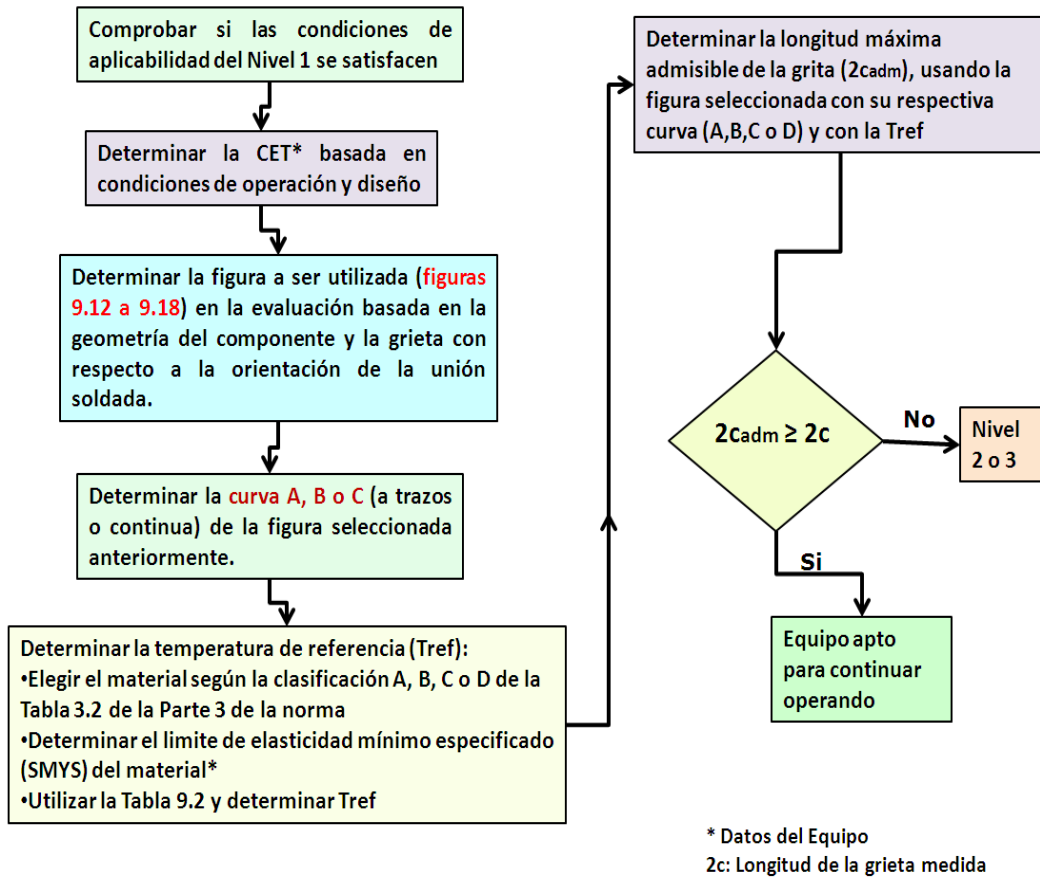 Comprobar si las condiciones de
aplicabilidad del Nivel 1 se satisfacen
Determinar la CET* basada en
condiciones de operación y diseño
Determinar la figura a ser utilizada (figuras
9.12 a 9.18) en la evaluación basada en la
geometría del componente y la grieta con
respecto a la orientación de la unión
soldada.
Determinar la curva A, B o C (a trazos
o continua) de la figura seleccionada
anteriormente.
Determinar la temperatura de referencia (Tref):
•Elegir el material según la clasificación A, B, C o D de la
Tabla 3.2 de la Parte 3 de la norma
•Determinar el limite de elasticidad mínimo especificado
(SMYS) del material*
•Utilizar la Tabla 9.2 y determinar Tref
Determinar la longitud máxima
admisible de la grita (2cadm), usando la
figura seleccionada con su respectiva
curva (A,B,C o D) y con la Tref
2cadm ≥ 2c
No
Nivel
2 o 3
Si
Equipo apto
para continuar
operando
* Datos del Equipo
2c: Longitud de la grieta medida